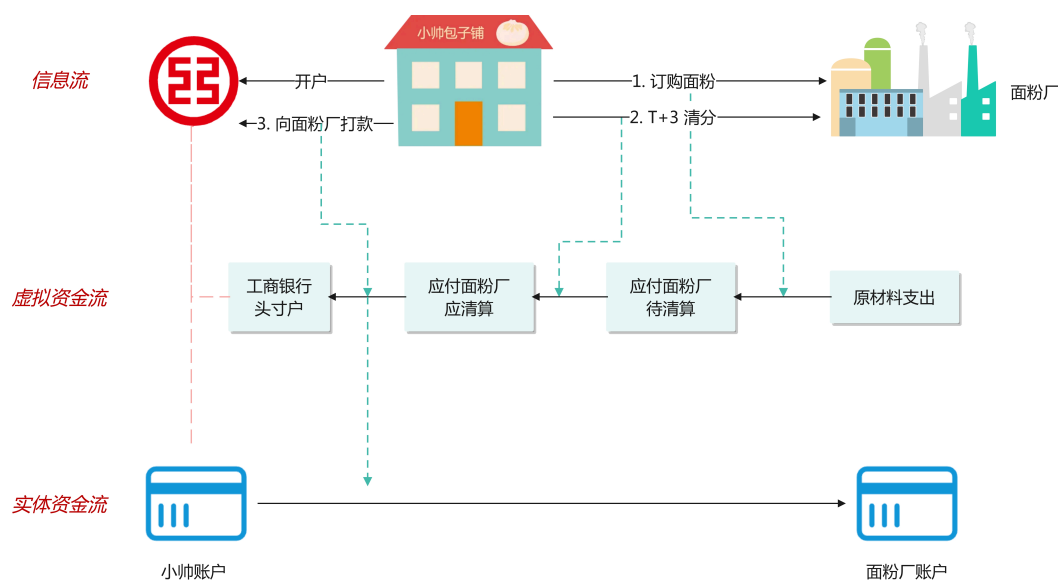 小帅包子铺
信息流
开户
1. 订购面粉
面粉厂
3. 向面粉厂打款
2. T+3 清分
虚拟资金流
工商银行
头寸户
应付面粉厂
应清算
应付面粉厂
待清算
原材料支出
实体资金流
小帅账户
面粉厂账户